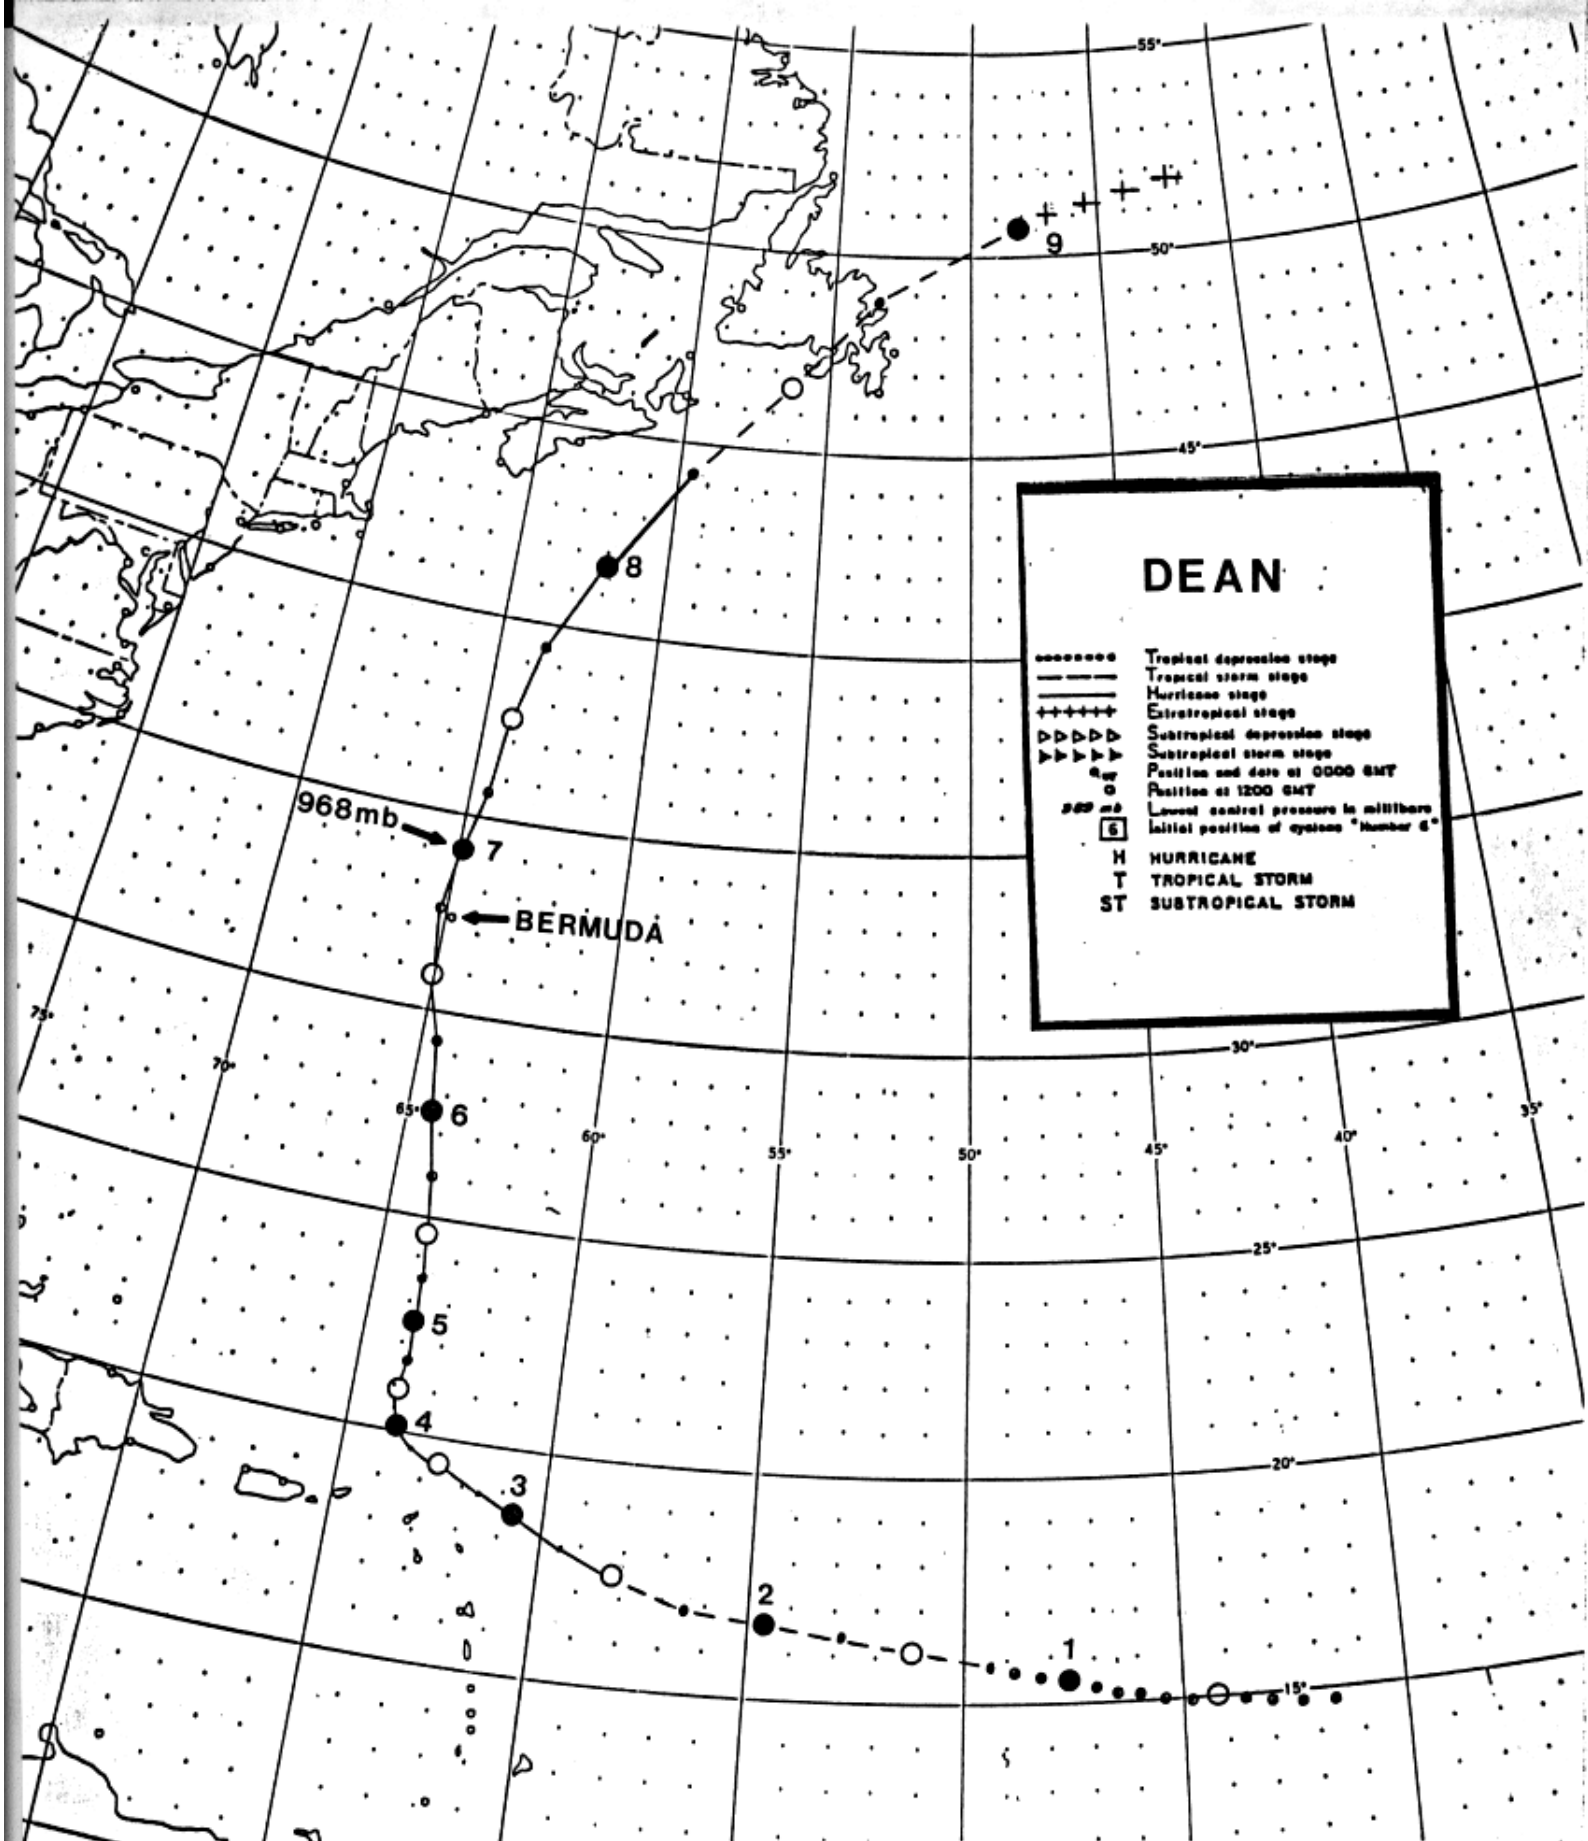 55°
9
50°
45°
8
DEAN
Tropical depression stage
Tropical storm stage
Hurricane stage
Extratropical stage
Subtropical depression stage
Subtropical storm stage
Position and date at 0000 GMT
Position at 1200 GMT
Lowest central pressure in millibars
6 Initial position of cyclone "Number 6"
H HURRICANE
T TROPICAL STORM
ST SUBTROPICAL STORM
968mb
7
BERMUDA
75°
70°
65°
6
30°
60°
55°
50°
45°
40°
35°
25°
5
4
20°
3
2
1
15°